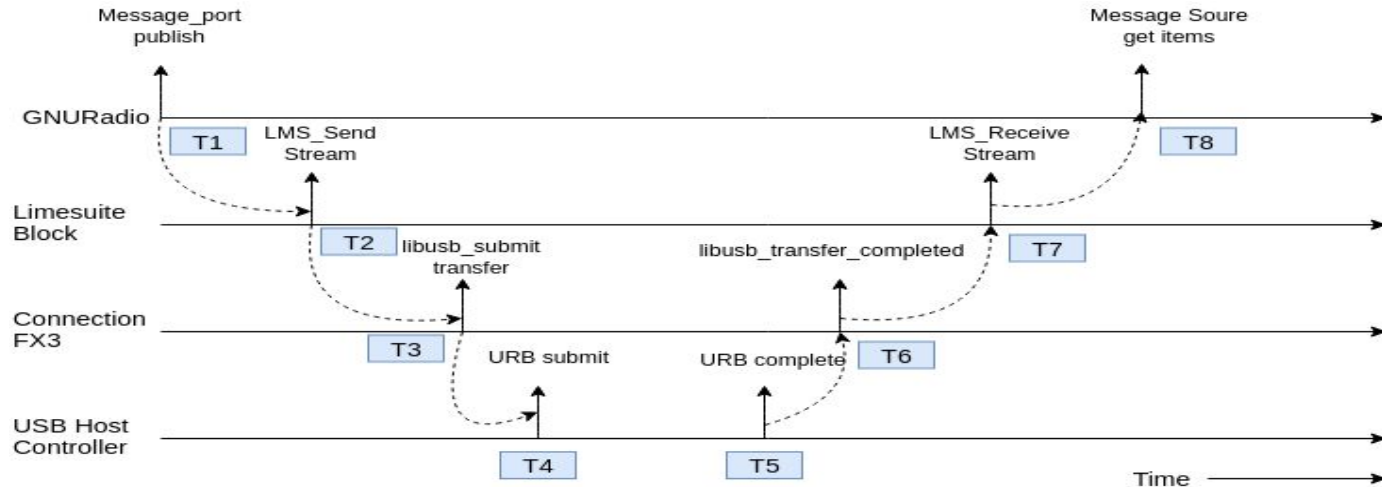 Message_port
publish
Message Soure
get items
GNURadio
T1
LMS_Send
Stream
LMS_Receive
Stream
T8
Limesuite
Block
T2
libusb_submit
transfer
libusb_transfer_completed
T7
Connection
FX3
T3
URB submit
URB complete
T6
USB Host
Controller
T4
T5
Time